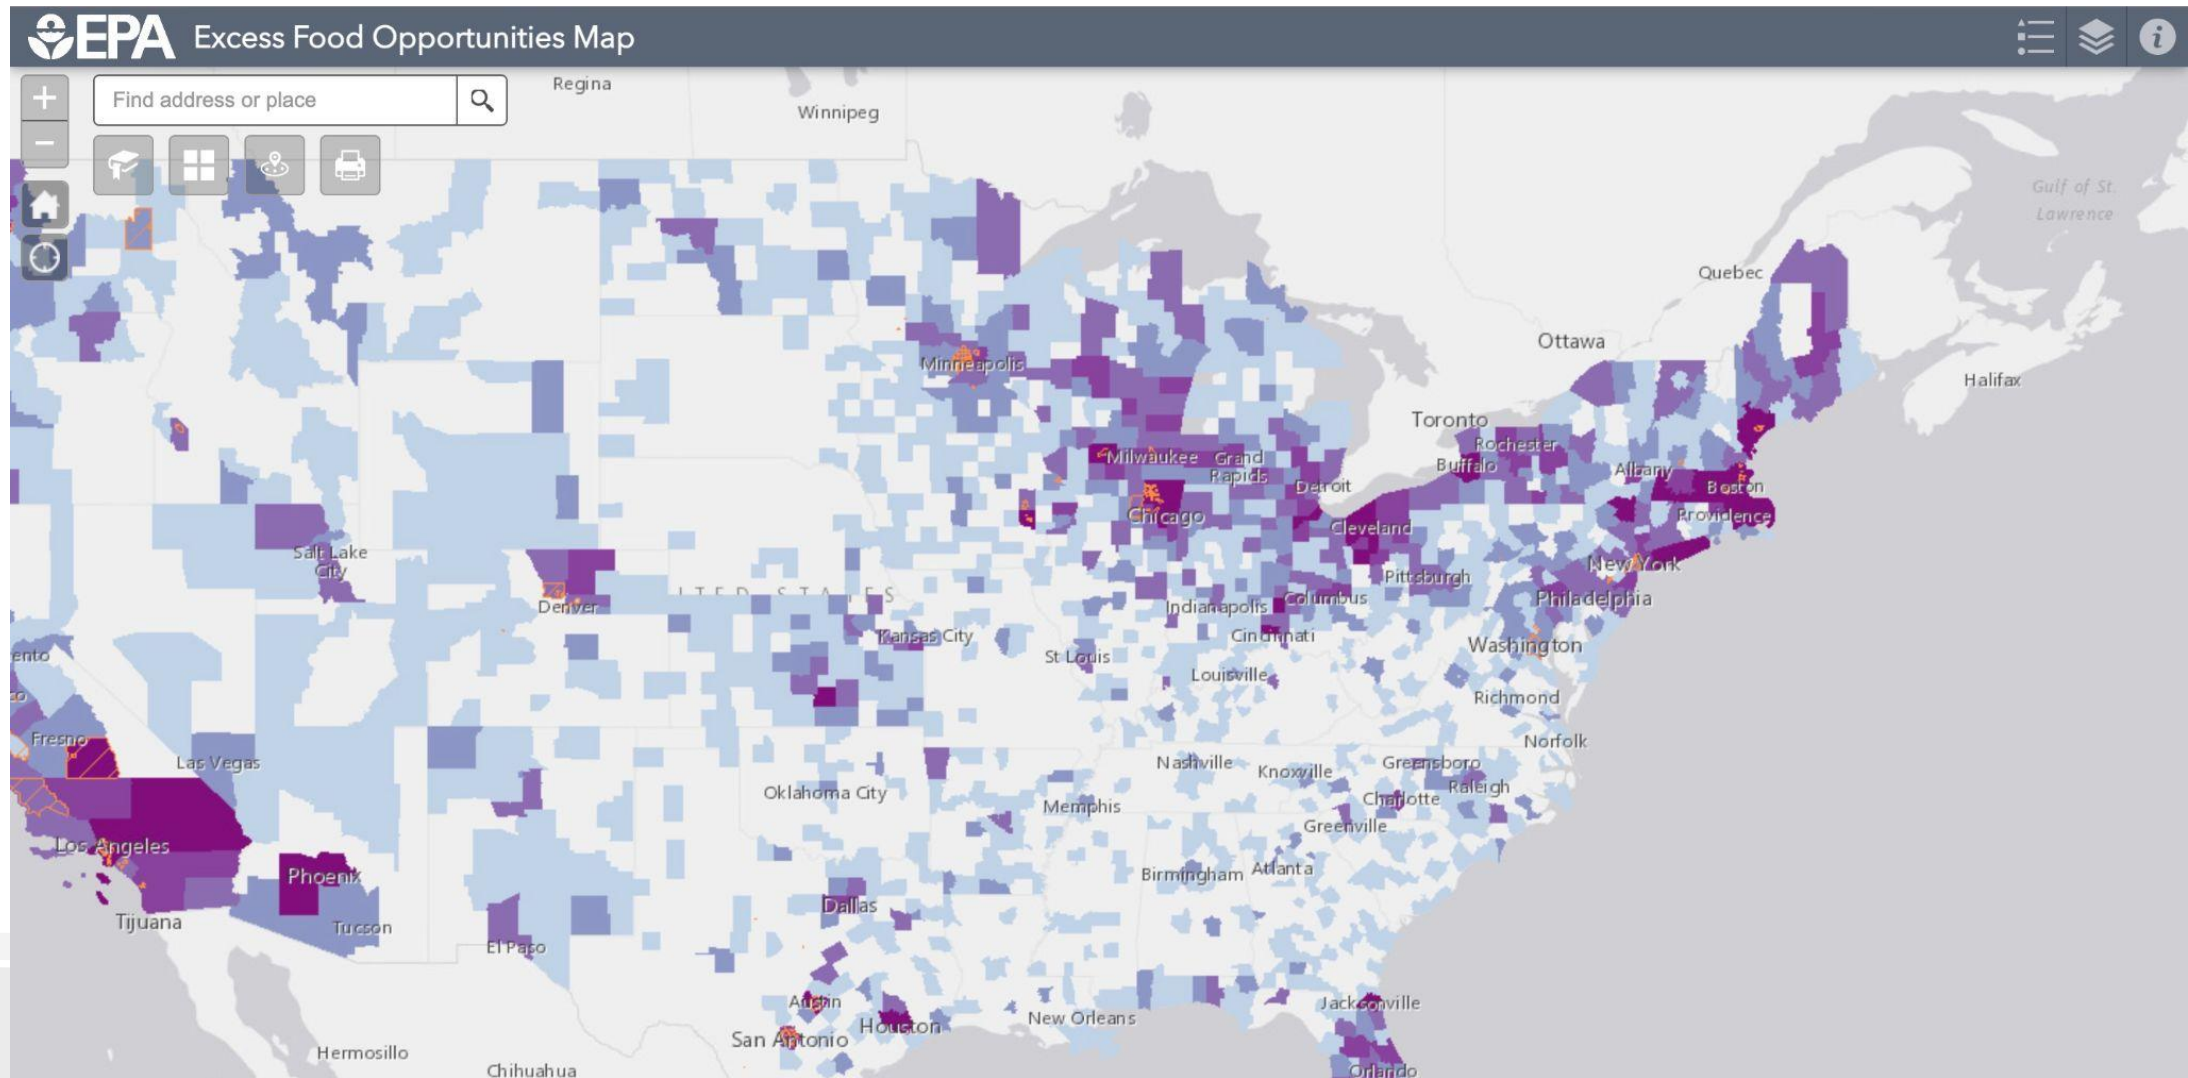 EPA Excess Food Opportunities Map
Find address or place
Regina
Winnipeg
Gulf of St.
Lawrence
Quebec
Ottawa
Minneapolis
Halifax
Toronto
Rochester
Milwaukee
Grand
Rapids
Buffalo
Albany
Detroit
Boston
Chicago
Providence
Cleveland
Salt Lake
City
New York
Pittsburgh
Denver
Indianapolis
Columbus
Philadelphia
Kansas City
Cincinnati
Washington
ento
St Louis
Louisville
co
Richmond
Fresno
Norfolk
Las Vegas
Nashville
Knoxville
Greensboro
Oklahoma City
Raleigh
Memphis
Charlotte
Greenville
Los Angeles
Phoenix
Birmingham
Atlanta
Dallas
Tijuana
Tucson
El Paso
Austin
Jacksonville
Houston
New Orleans
San Antonio
Hermosillo
Chihuahua
Orlando